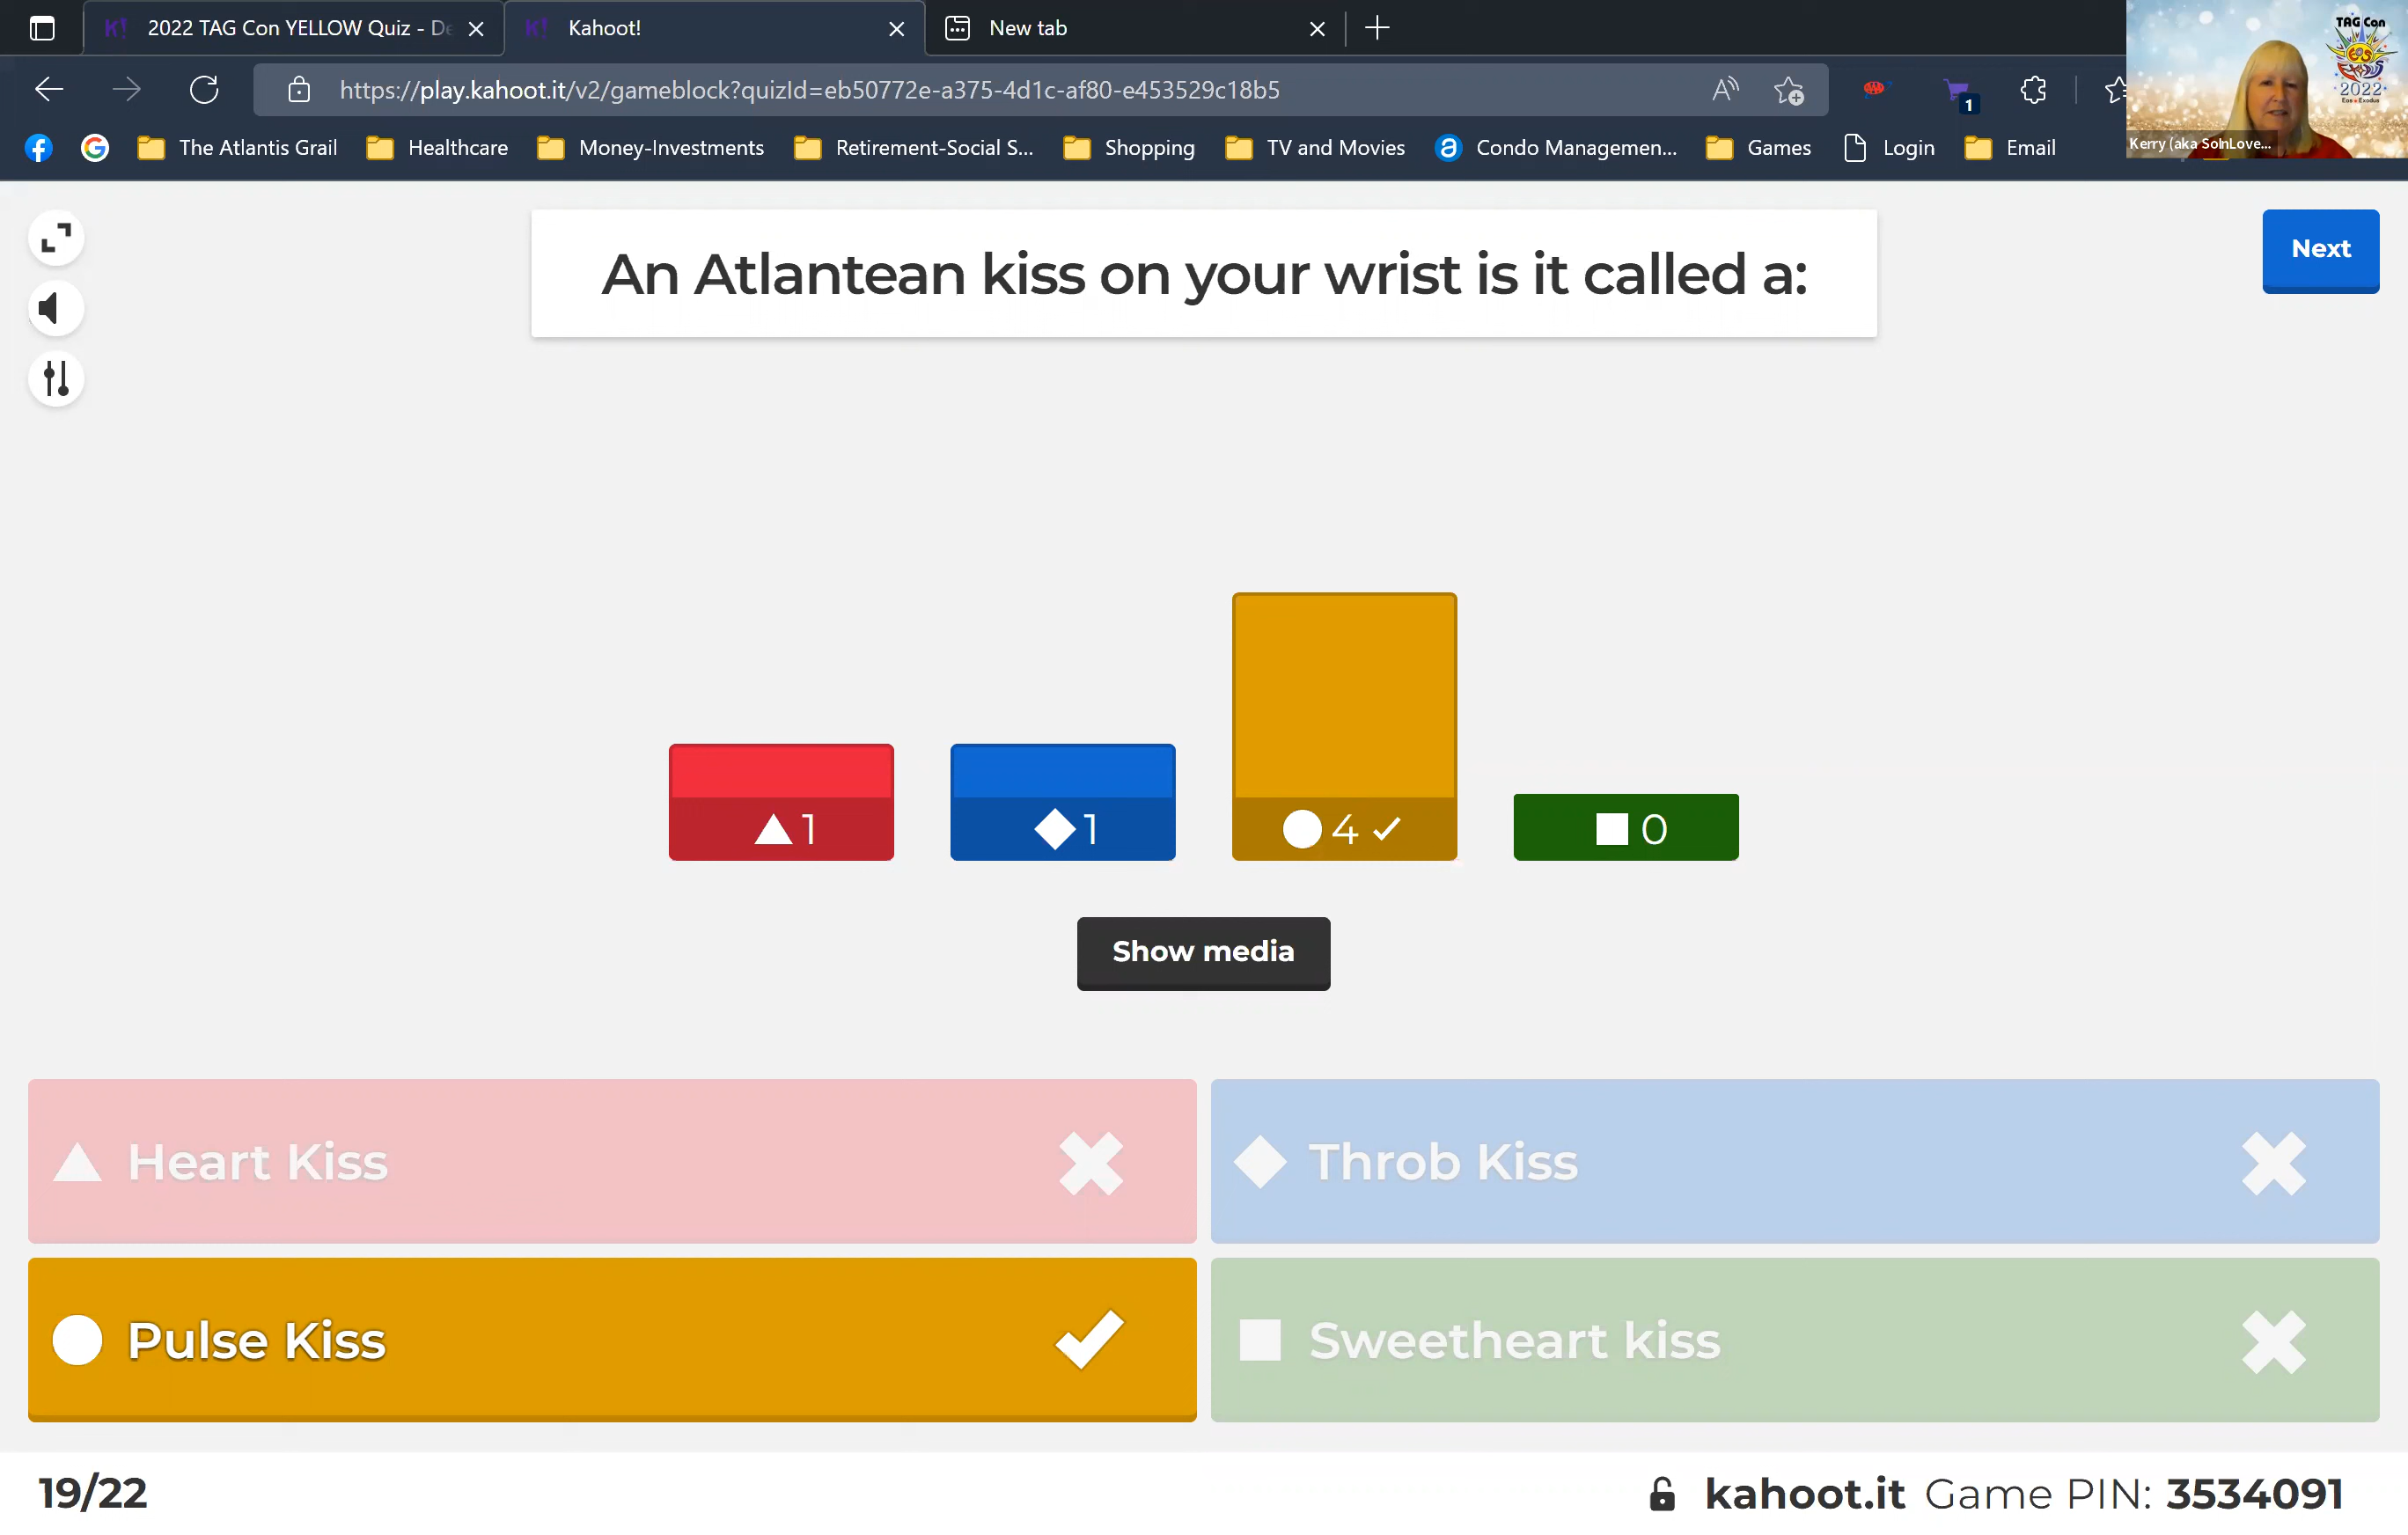 2022 TAG Con YELLOW Quiz - De
Kahoot!
New tab
https://play.kahoot.it/v2/gameblock?quizId=eb50772e-a375-4d1c-af80-e453529c18b5
1
The Atlantis Grail
Healthcare
Money-Investments
Retirement-Social S...
Shopping
TV and Movies
Condo Managemen...
Games
Login
Email
TAG Con
2022
Eos Exodus
Kerry (aka SolnLove...
An Atlantean kiss on your wrist is it called a:
Next
1
1
4
0
Show media
Heart Kiss
Throb Kiss
Pulse Kiss
Sweetheart kiss
19/22
kahoot.it Game PIN: 3534091